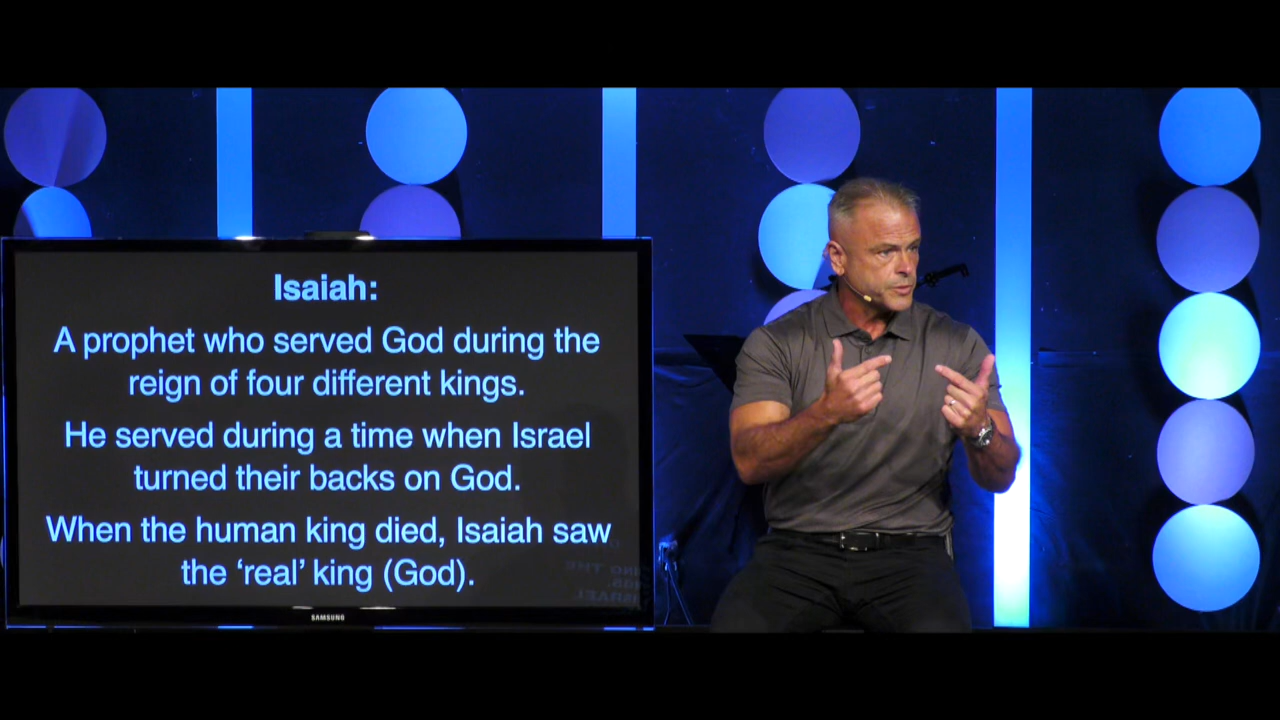 Isaiah:
A prophet who served God during the
reign of four different kings.
He served during a time when Israel
turned their backs on God.
When the human king died, Isaiah saw
the ‘real’ king (God).
SAMSUNG